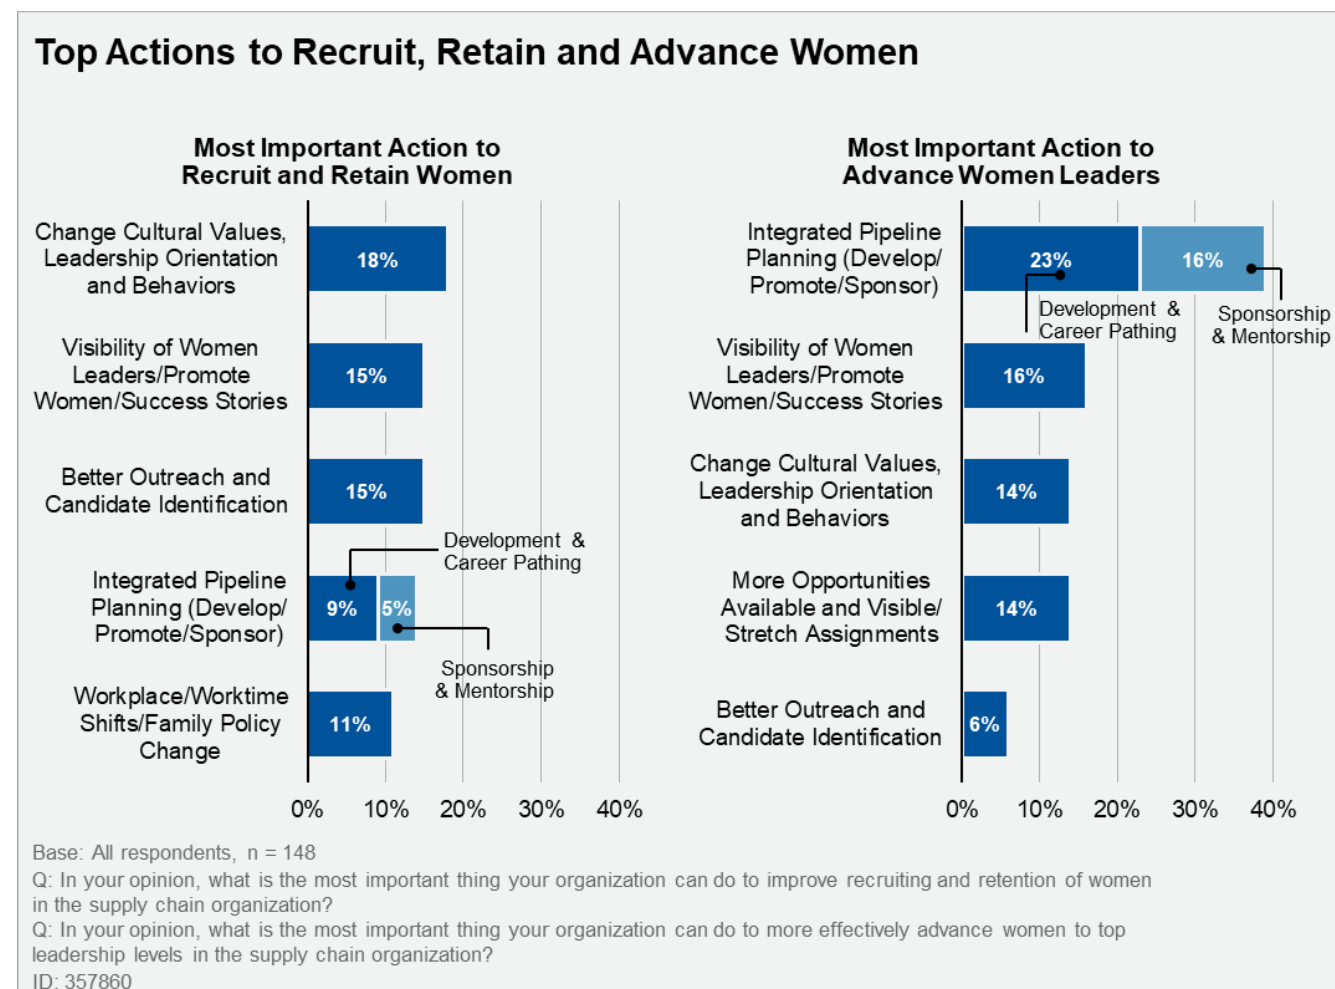 Top Actions to Recruit, Retain and Advance Women
Most Important Action to
Recruit and Retain Women
Change Cultural Values,
Leadership Orientation
and Behaviors
18%
Visibility of Women
Leaders/Promote
Women/Success Stories
15%
Better Outreach and
Candidate Identification
15%
Development &
Career Pathing
Integrated Pipeline
Planning (Develop/
Promote/Sponsor)
9%
5%
Sponsorship
& Mentorship
Workplace/Worktime
Shifts/Family Policy
Change
11%
0%
10%
20%
30%
40%
Most Important Action to
Advance Women Leaders
Integrated Pipeline
Planning (Develop/
Promote/Sponsor)
23%
16%
Development &
Career Pathing
Sponsorship
& Mentorship
Visibility of Women
Leaders/Promote
Women/Success Stories
16%
Change Cultural Values,
Leadership Orientation
and Behaviors
14%
More Opportunities
Available and Visible/
Stretch Assignments
14%
Better Outreach and
Candidate Identification
6%
0%
10%
20%
30%
40%
Base: All respondents, n = 148
Q: In your opinion, what is the most important thing your organization can do to improve recruiting and retention of women
in the supply chain organization?
Q: In your opinion, what is the most important thing your organization can do to more effectively advance women to top
leadership levels in the supply chain organization?
ID: 357860